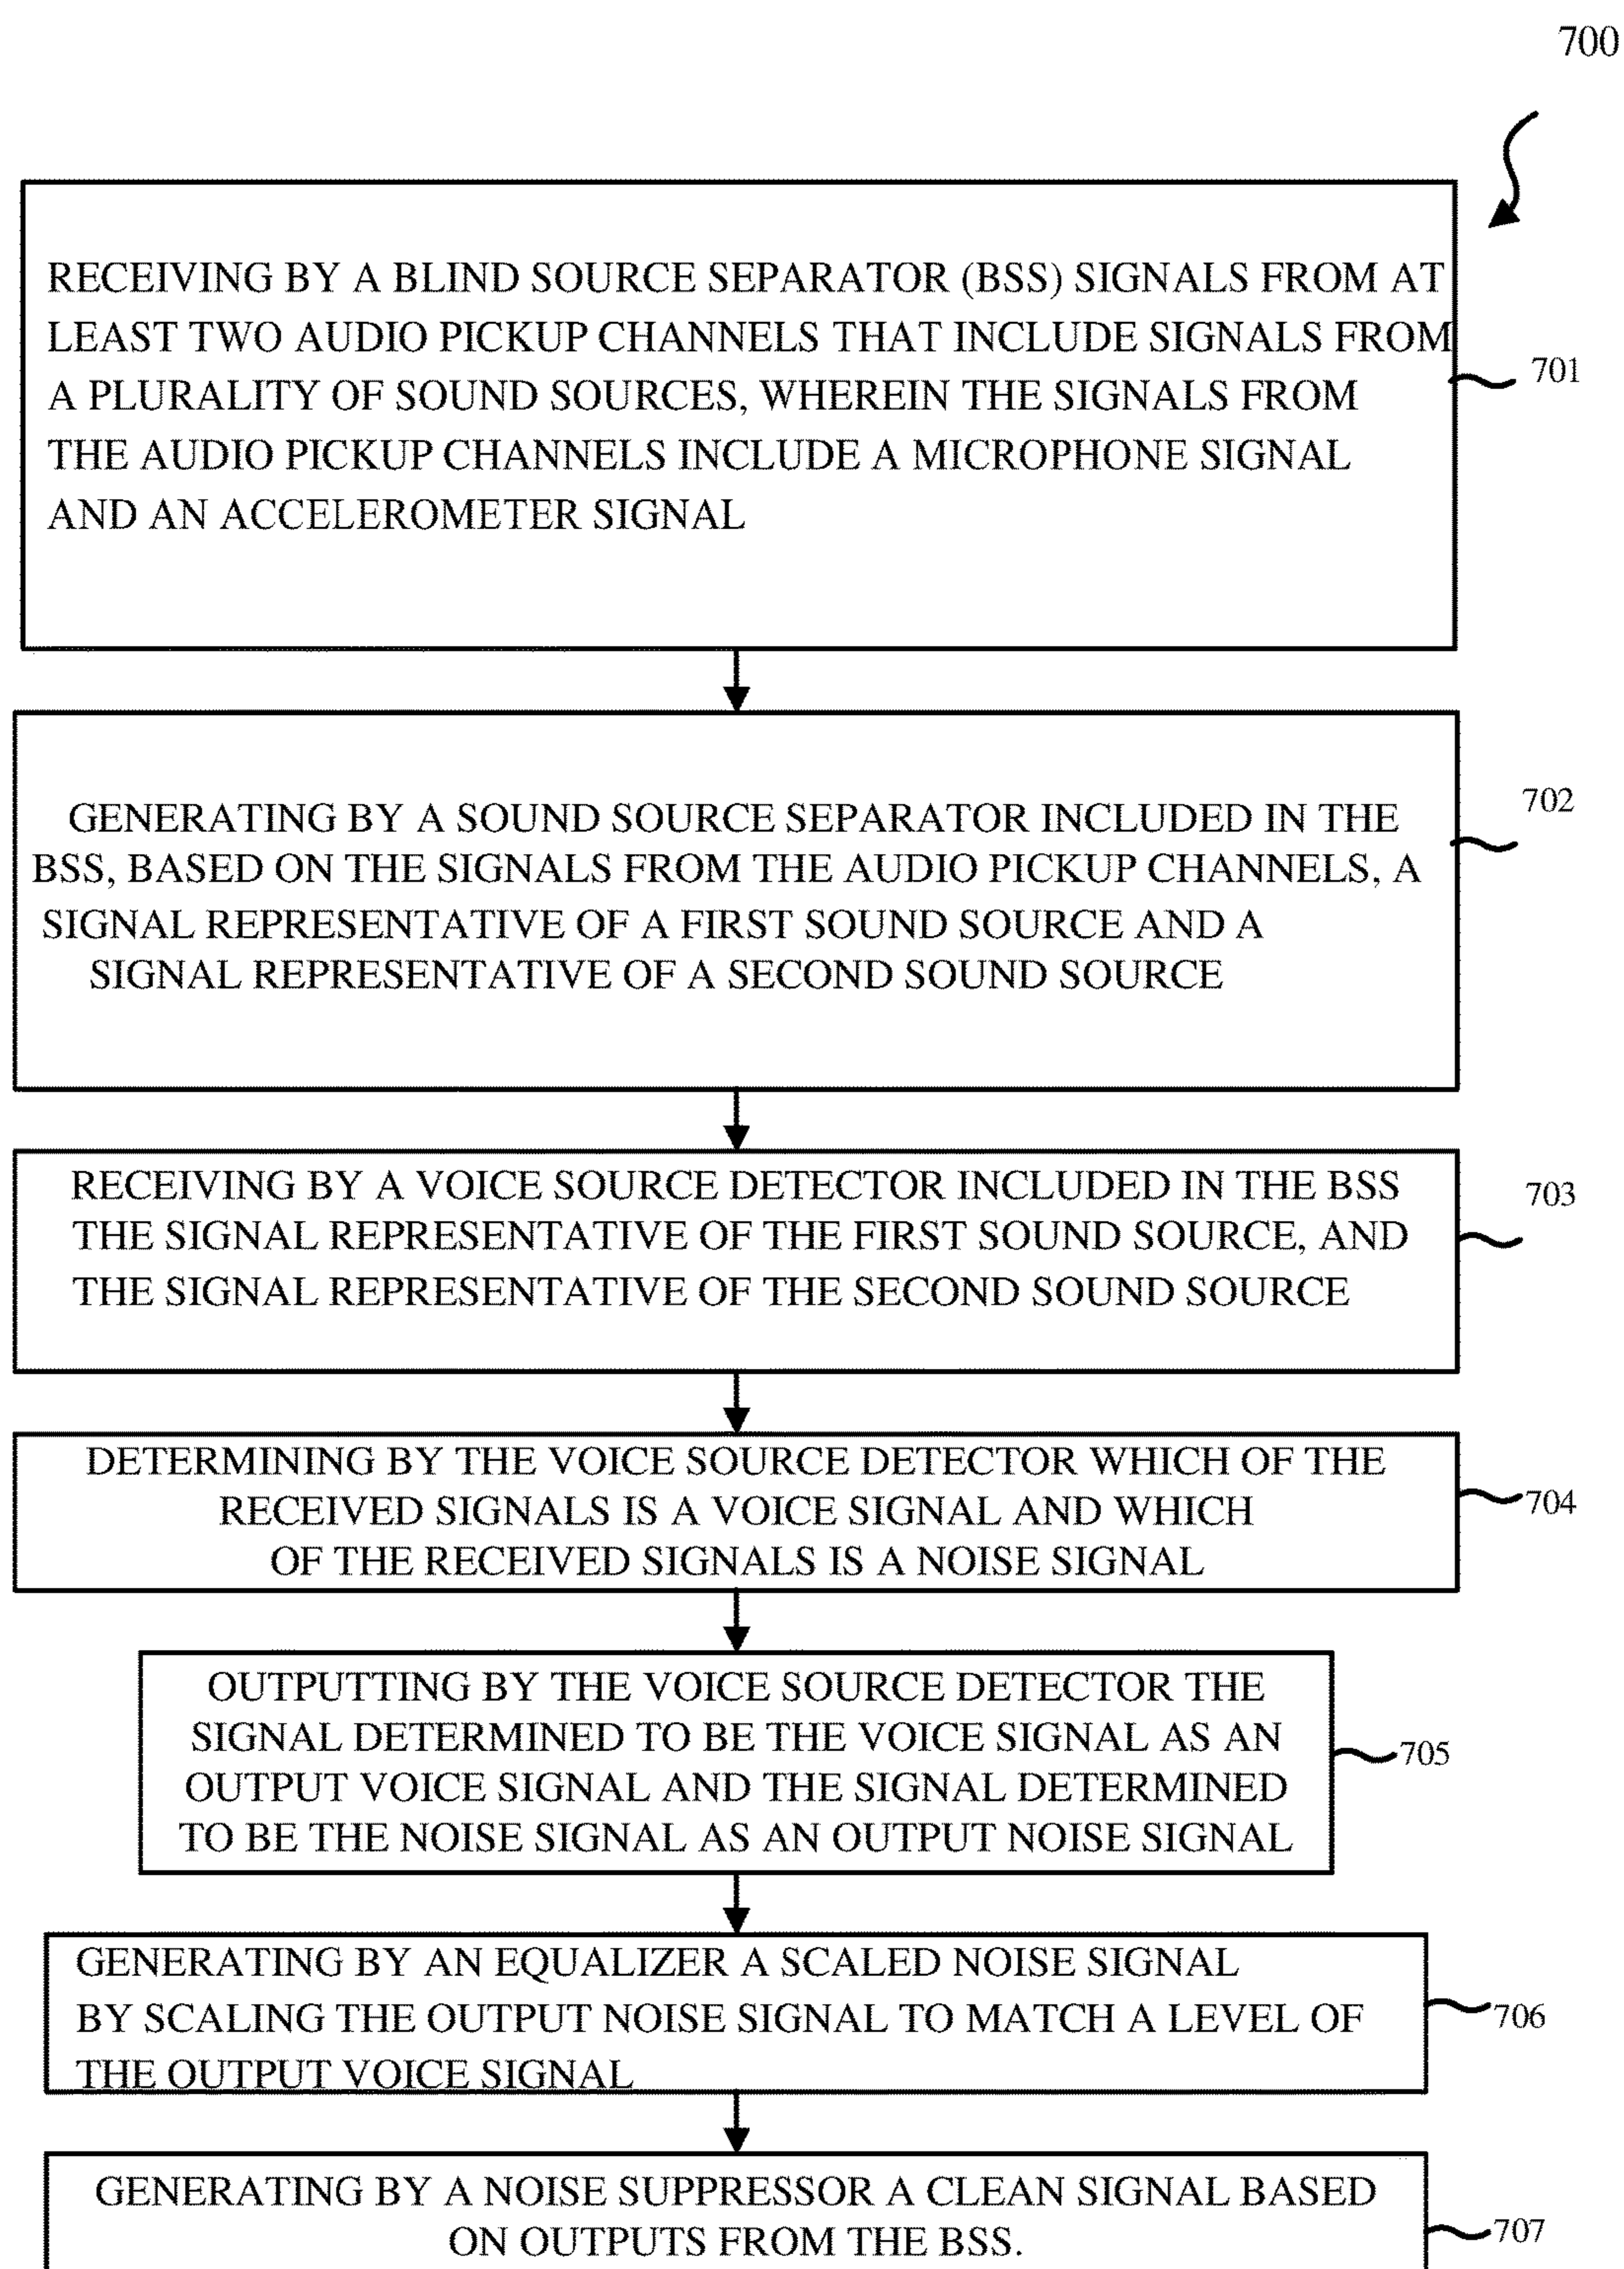 700
RECEIVING BY A BLIND SOURCE SEPARATOR (BSS) SIGNALS FROM AT
LEAST TWO AUDIO PICKUP CHANNELS THAT INCLUDE SIGNALS FROM
A PLURALITY OF SOUND SOURCES, WHEREIN THE SIGNALS FROM
THE AUDIO PICKUP CHANNELS INCLUDE A MICROPHONE SIGNAL
AND AN ACCELEROMETER SIGNAL
701
GENERATING BY A SOUND SOURCE SEPARATOR INCLUDED IN THE
BSS, BASED ON THE SIGNALS FROM THE AUDIO PICKUP CHANNELS, A
SIGNAL REPRESENTATIVE OF A FIRST SOUND SOURCE AND A
SIGNAL REPRESENTATIVE OF A SECOND SOUND SOURCE
702
RECEIVING BY A VOICE SOURCE DETECTOR INCLUDED IN THE BSS
THE SIGNAL REPRESENTATIVE OF THE FIRST SOUND SOURCE, AND
THE SIGNAL REPRESENTATIVE OF THE SECOND SOUND SOURCE
703
DETERMINING BY THE VOICE SOURCE DETECTOR WHICH OF THE
RECEIVED SIGNALS IS A VOICE SIGNAL AND WHICH
OF THE RECEIVED SIGNALS IS A NOISE SIGNAL
704
OUTPUTTING BY THE VOICE SOURCE DETECTOR THE
SIGNAL DETERMINED TO BE THE VOICE SIGNAL AS AN
OUTPUT VOICE SIGNAL AND THE SIGNAL DETERMINED
TO BE THE NOISE SIGNAL AS AN OUTPUT NOISE SIGNAL
705
GENERATING BY AN EQUALIZER A SCALED NOISE SIGNAL
BY SCALING THE OUTPUT NOISE SIGNAL TO MATCH A LEVEL OF
THE OUTPUT VOICE SIGNAL
706
GENERATING BY A NOISE SUPPRESSOR A CLEAN SIGNAL BASED
ON OUTPUTS FROM THE BSS.
707